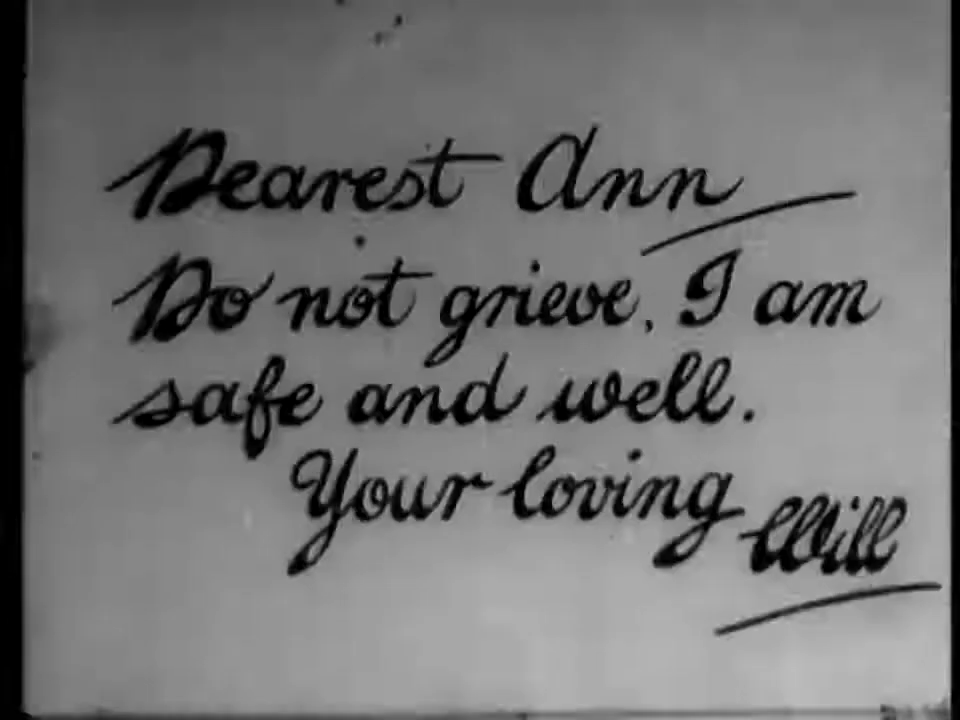 Dearest Ann
Do not grieve, I am
safe and well.
Your loving Will